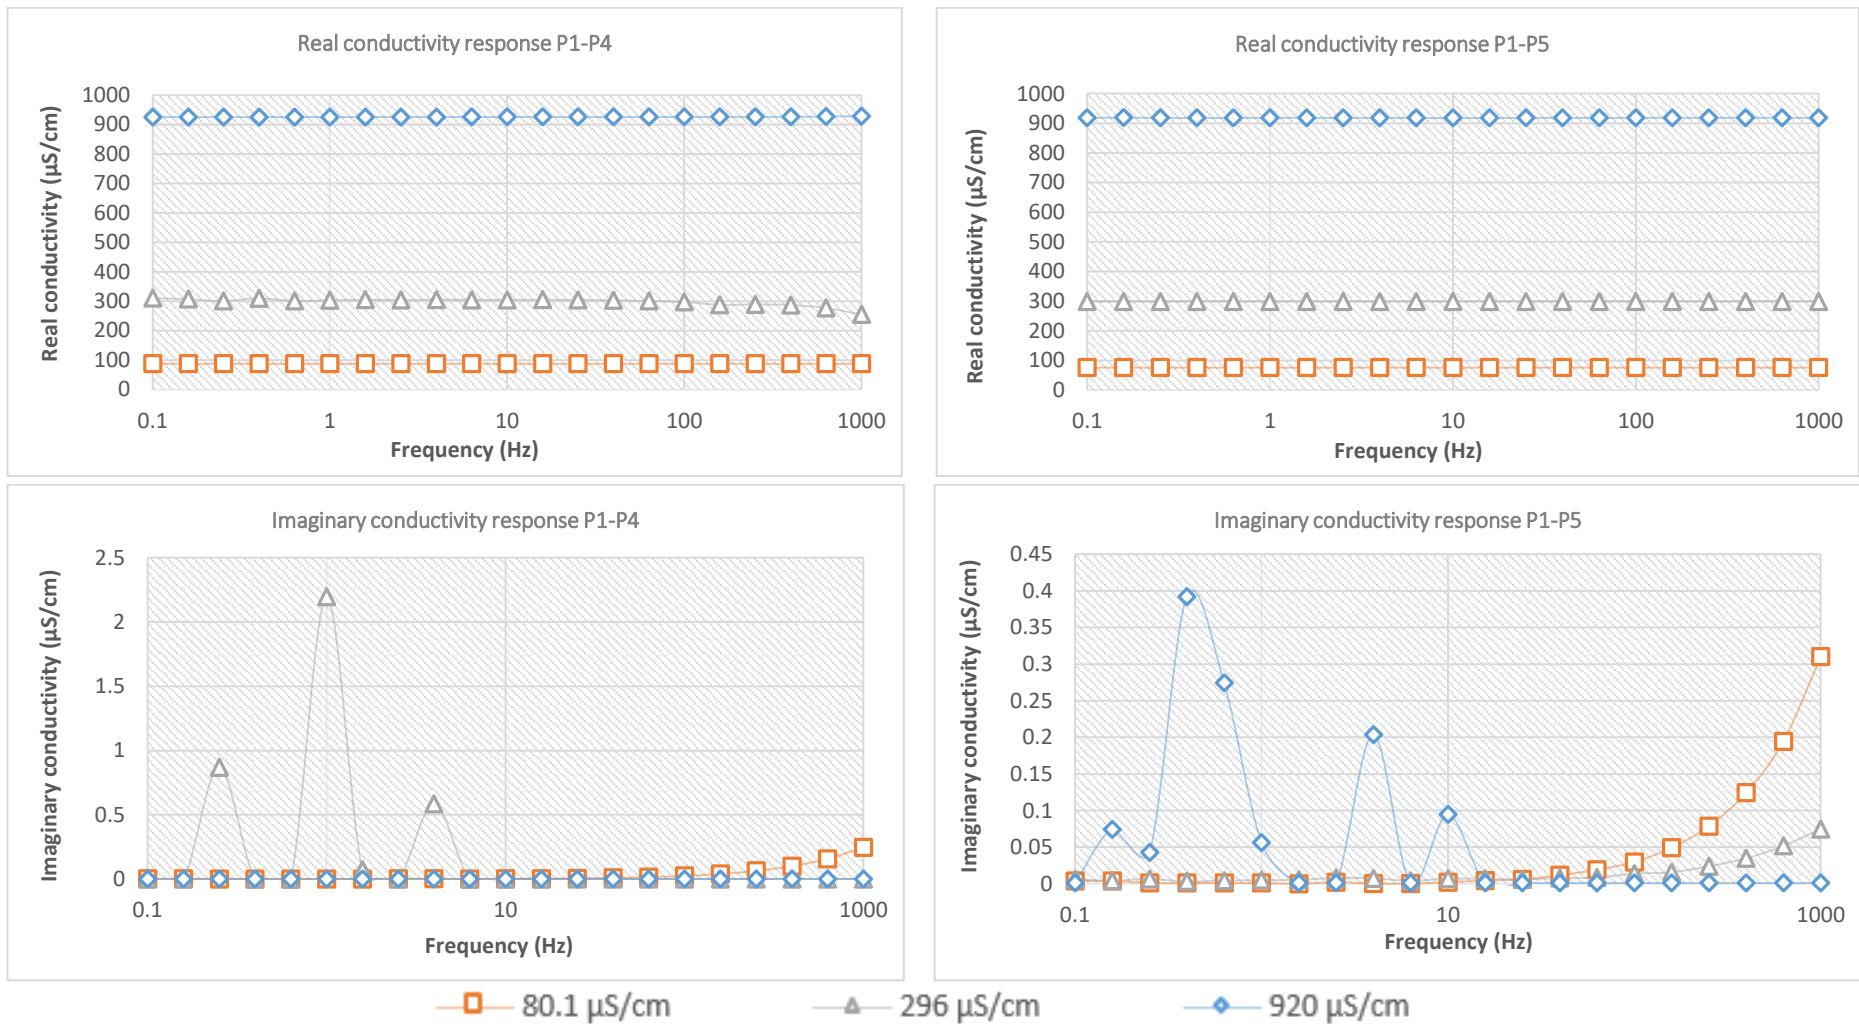 Real conductivity response P1-P4
Real conductivity (µS/cm)
1000
900
800
700
600
500
400
300
200
100
0
0.1 1 10 100 1000
Frequency (Hz)
Real conductivity response P1-P5
Real conductivity (µS/cm)
1000
900
800
700
600
500
400
300
200
100
0
0.1 1 10 100 1000
Frequency (Hz)
Imaginary conductivity response P1-P4
Imaginary conductivity (µS/cm)
2.5
2
1.5
1
0.5
0
0.1 10 1000
Frequency (Hz)
Imaginary conductivity response P1-P5
Imaginary conductivity (µS/cm)
0.45
0.4
0.35
0.3
0.25
0.2
0.15
0.1
0.05
0
0.1 10 1000
Frequency (Hz)
80.1 µS/cm 296 µS/cm 920 µS/cm